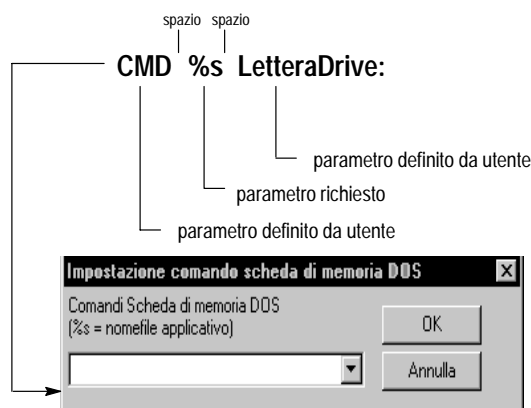 spazio spazio
CMD %s LetteraDrive:
parametro definito da utente
parametro richiesto
parametro definito da utente
Impostazione comando scheda di memoria DOS
Comandi Scheda di memoria DOS
(%s = nomefile applicativo)
OK
Annulla